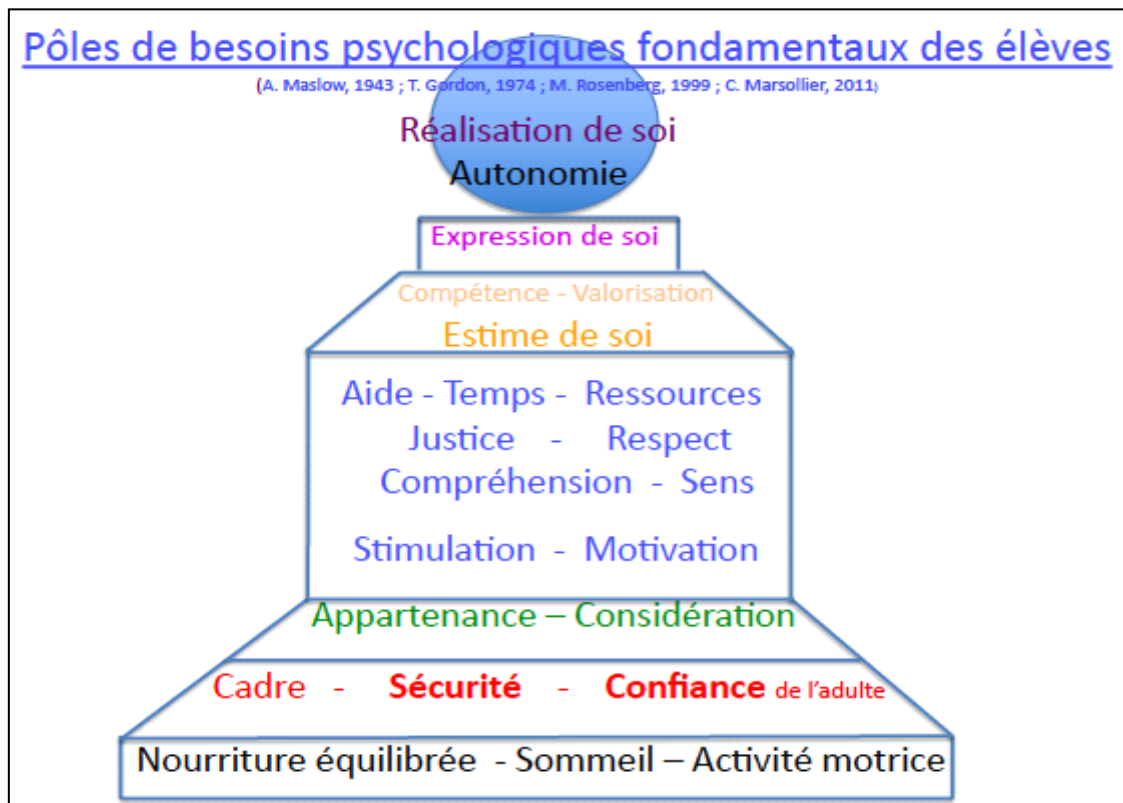 Pôles de besoins psychologiques fondamentaux des élèves
(A. Maslow, 1943 ; T. Gordon, 1974 ; M. Rosenberg, 1999 ; C. Marsollier, 2011)
Réalisation de soi
Autonomie
Expression de soi
Compétence - Valorisation
Estime de soi
Aide - Temps - Ressources
Justice - Respect
Compréhension - Sens
Stimulation - Motivation
Appartenance – Considération
Cadre - Sécurité - Confiance de l'adulte
Nourriture équilibrée - Sommeil – Activité motrice